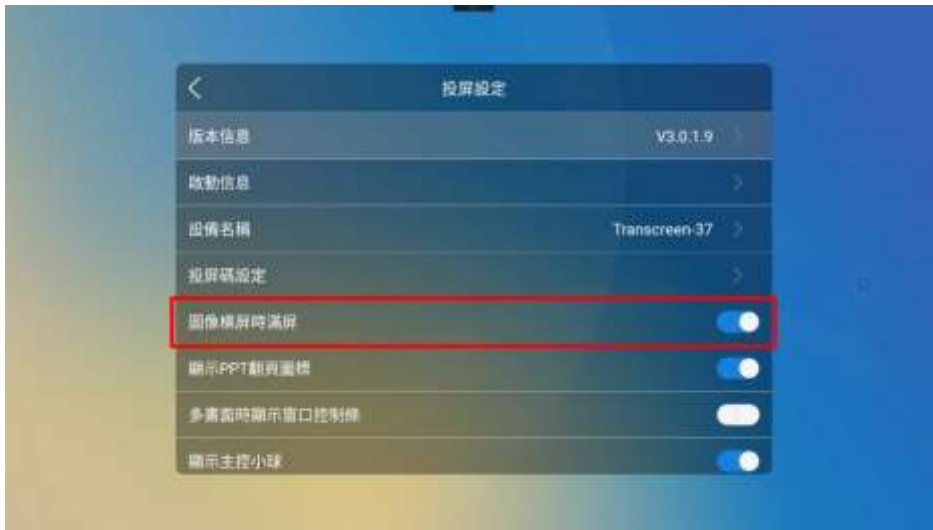 投屏設定
版本信息 V3.0.1.9
啟動信息
設備名稱 Transcreen-37
投屏碼設定
圖像橫屏時滿屏
顯示PPT翻頁圖標
多畫面時顯示窗口控制條
顯示主控小球